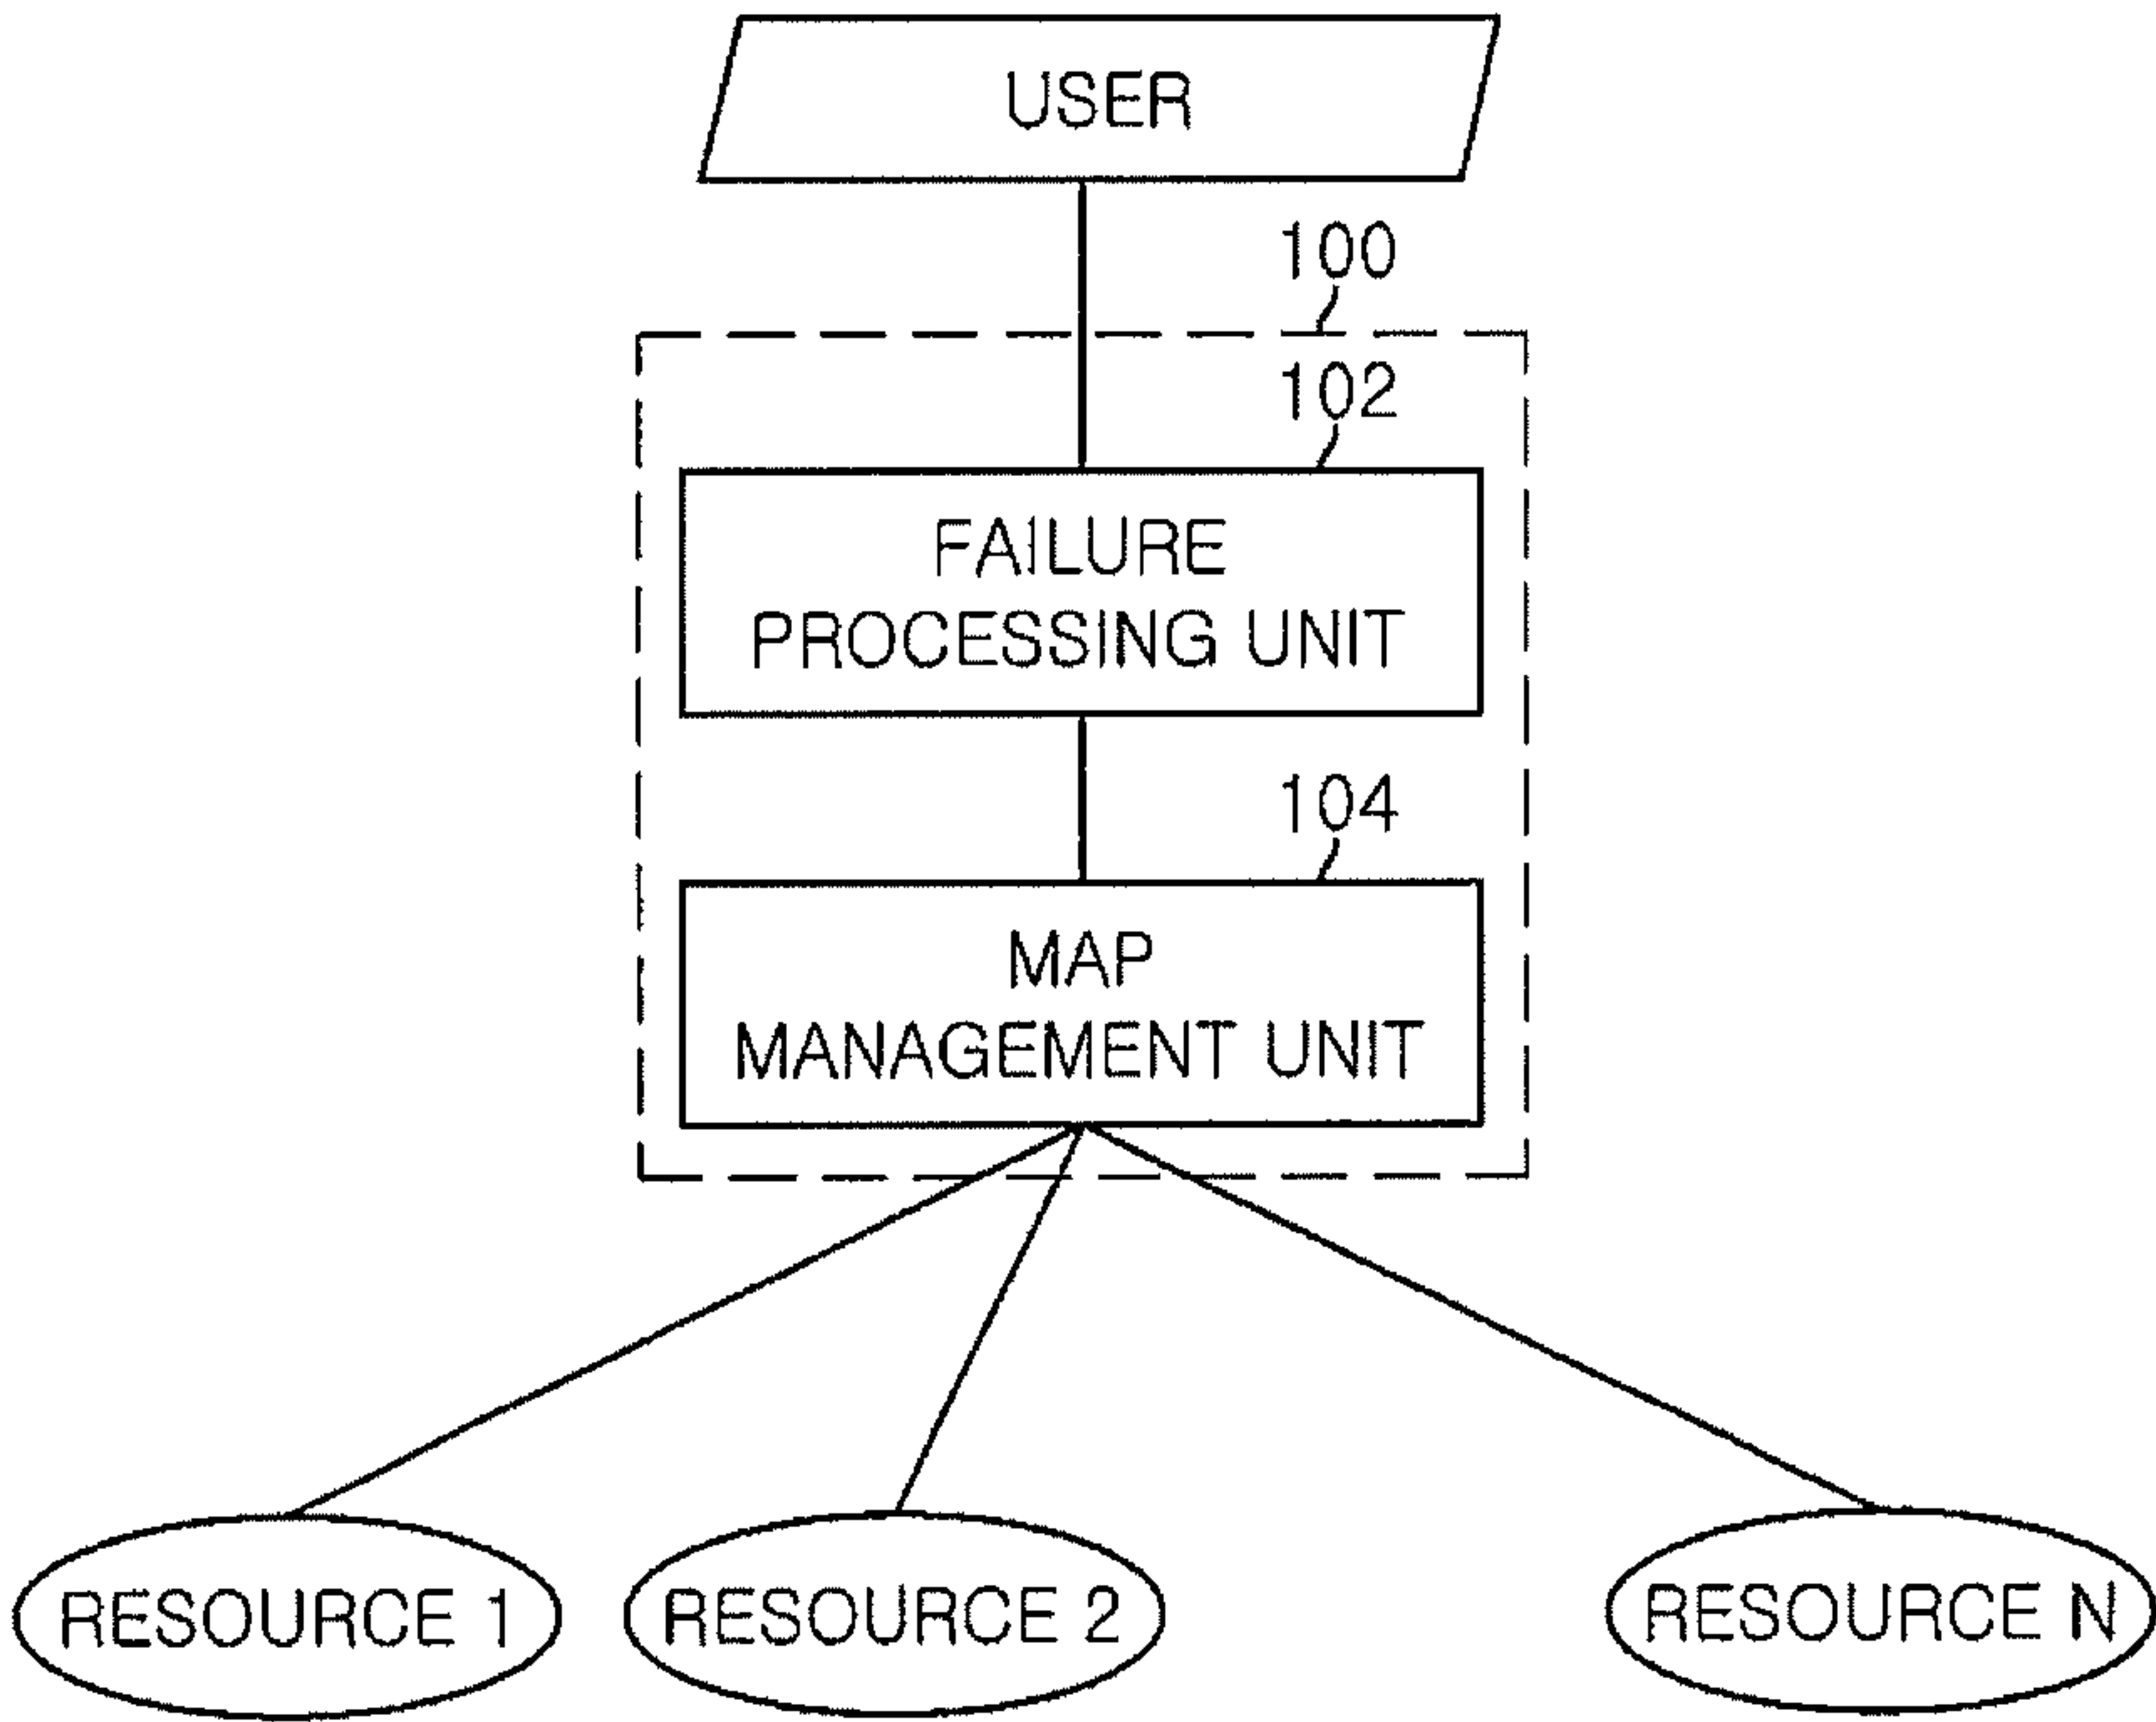 USER
100
102
FAILURE
PROCESSING UNIT
104
MAP
MANAGEMENT UNIT
RESOURCE 1
RESOURCE 2
RESOURCE N